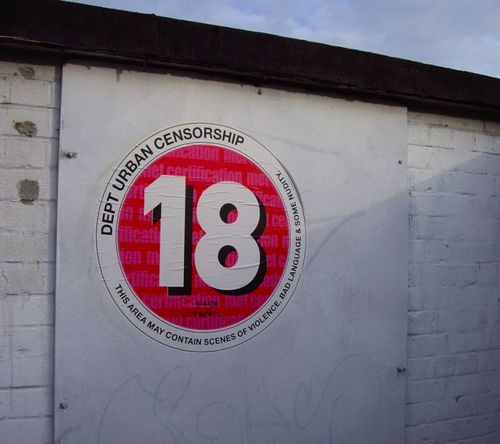 DEPT URBAN CENSORSHIP
18
THIS AREA MAY CONTAIN SCENES OF VIOLENCE, BAD LANGUAGE & SOME NUDITY.